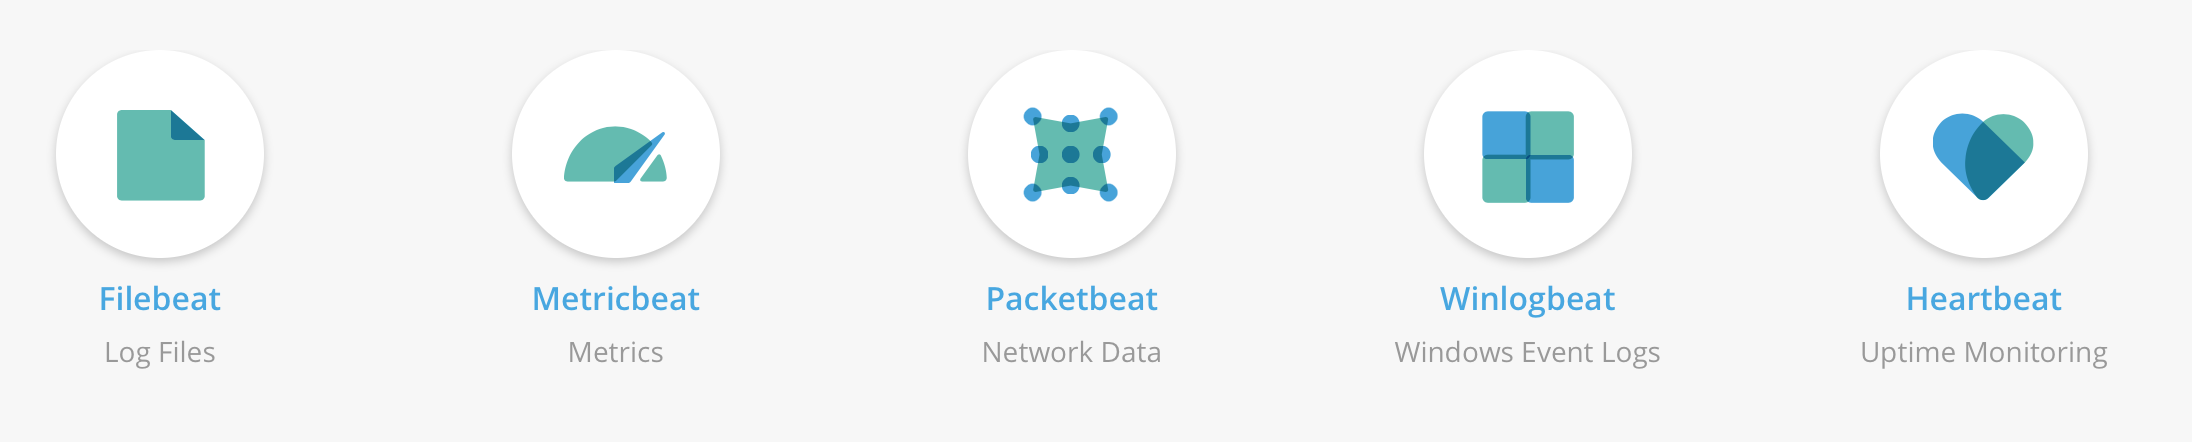 Filebeat
Log Files
Metricbeat
Metrics
Packetbeat
Network Data
Winlogbeat
Windows Event Logs
Heartbeat
Uptime Monitoring